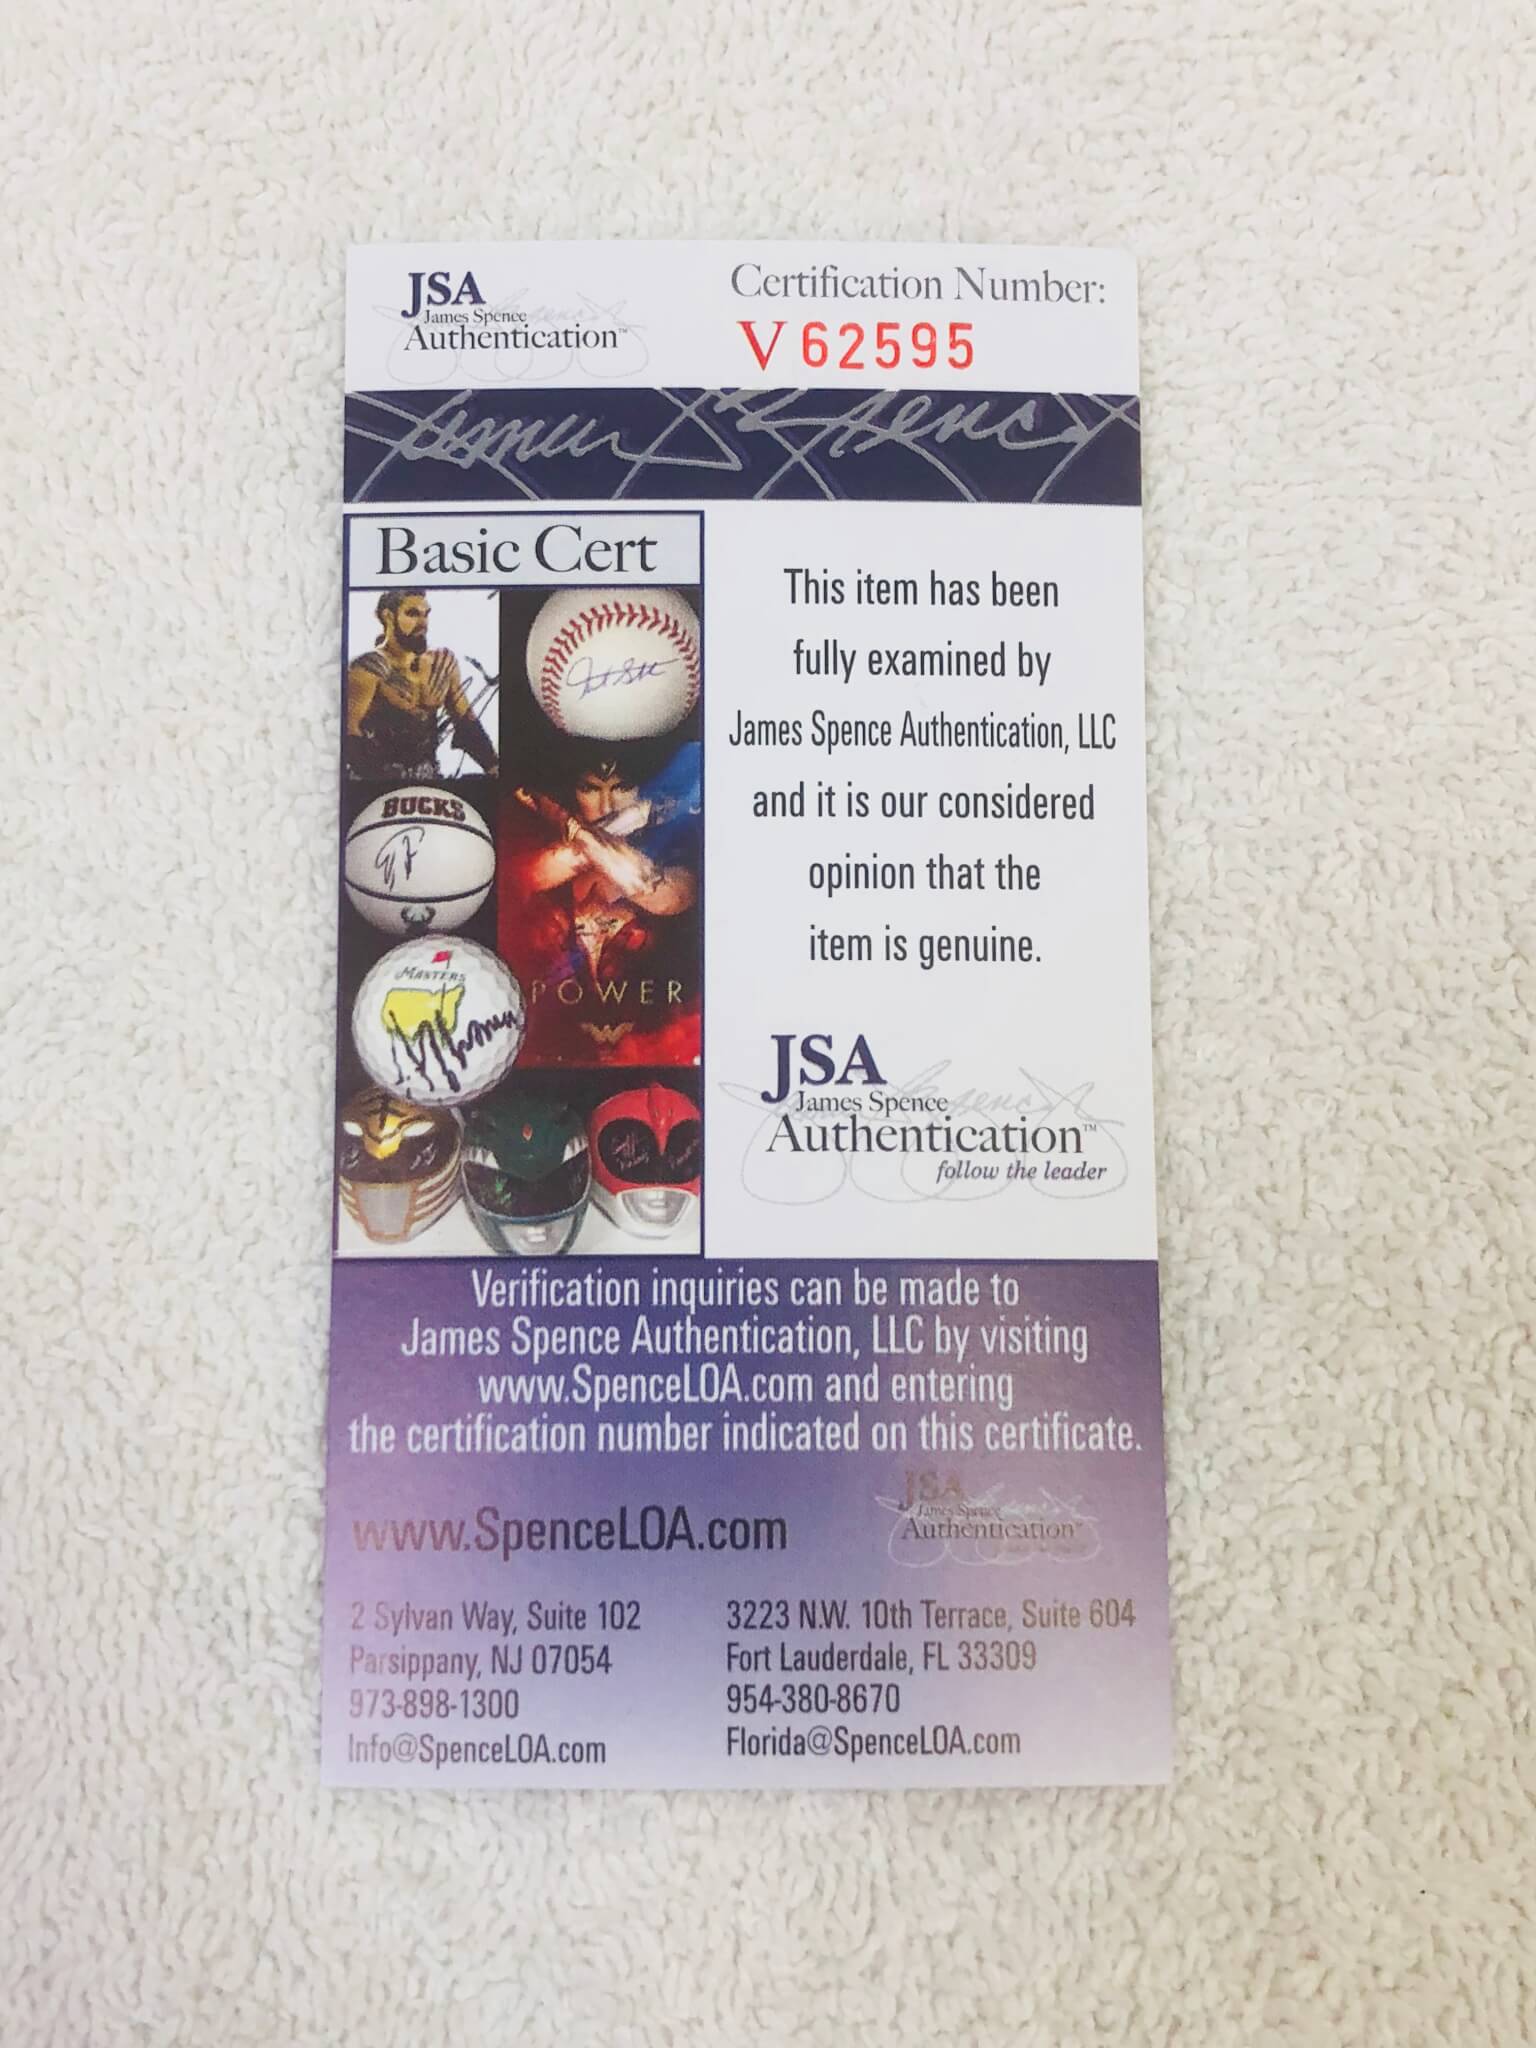 JSA
James Spence
Authentication™
Certification Number:
V62595
James Spence
Basic Cert
BUCKS
MASTERS
POWER
This item has been
fully examined by
James Spence Authentication, LLC
and it is our considered
opinion that the
item is genuine.
JSA
James Spence
Authentication™
follow the leader
Verification inquiries can be made to
James Spence Authentication, LLC by visiting
www.SpenceLOA.com and entering
the certification number indicated on this certificate.
JSA
James Spence
Authentication™
www.SpenceLOA.com
2 Sylvan Way, Suite 102
Parsippany, NJ 07054
973-898-1300
Info@SpenceLOA.com
3223 N.W. 10th Terrace, Suite 604
Fort Lauderdale, FL 33309
954-380-8670
Florida@SpenceLOA.com